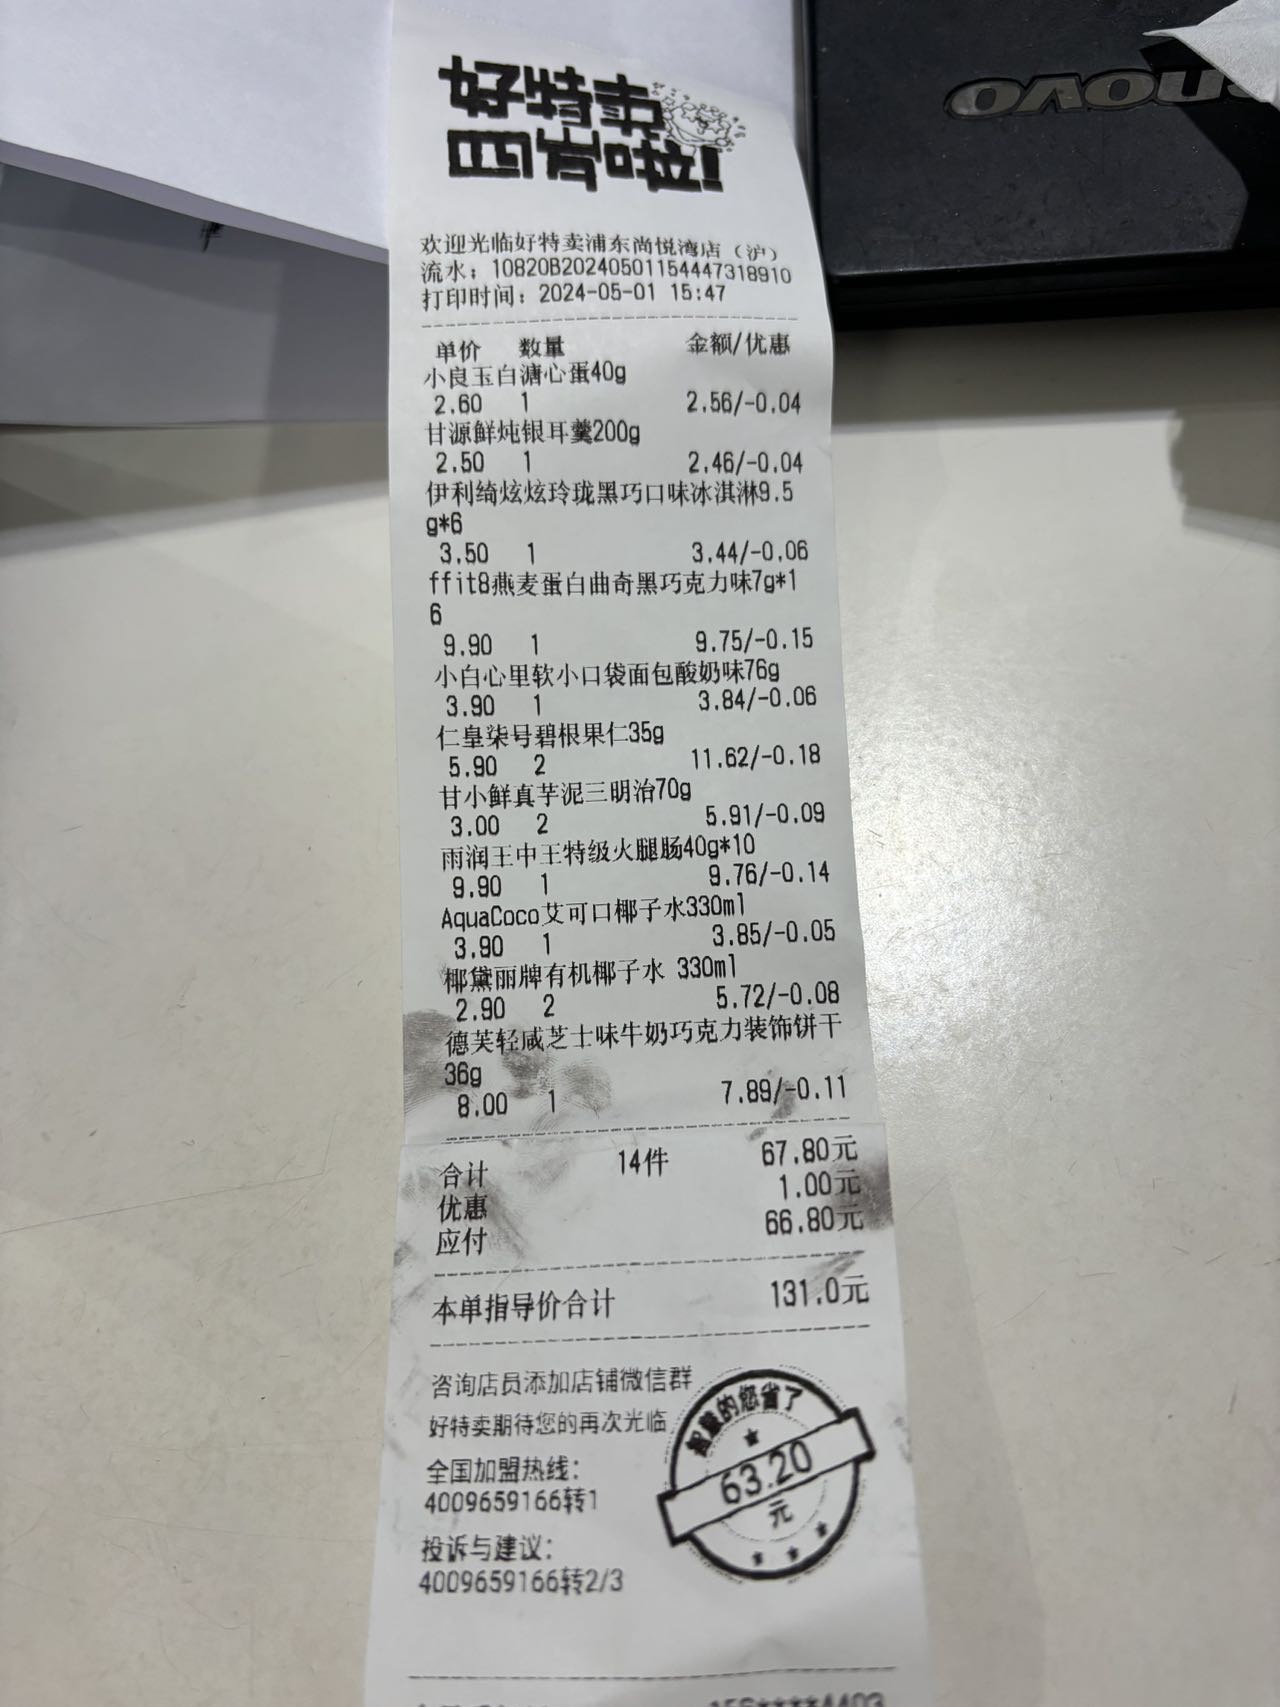 好特卖
目光啦!
欢迎光临好特卖浦东尚悦湾店（沪）
流水：10820B20240501154447318910
打印时间：2024-05-01 15:47
单价 数量 金额/优惠
小良玉白溏心蛋40g
2.60 1 2.56/-0.04
甘源鲜炖银耳羹200g
2.50 1 2.46/-0.04
伊利绮炫炫玲珑黑巧口味冰淇淋9.5
g*6
3.50 1 3.44/-0.06
ffit8燕麦蛋白曲奇黑巧克力味7g*1
6
9.90 1 9.75/-0.15
小白心里软小口袋面包酸奶味76g
3.90 1 3.84/-0.06
仁皇柒号碧根果仁35g
5.90 2 11.62/-0.18
甘小鲜真芋泥三明治70g
3.00 2 5.91/-0.09
雨润王中王特级火腿肠40g*10
9.90 1 9.76/-0.14
AquaCoco艾可口椰子水330ml
3.90 1 3.85/-0.05
椰黛丽牌有机椰子水 330ml
2.90 2 5.72/-0.08
德芙轻咸芝士味牛奶巧克力装饰饼干
36g
8.00 1 7.89/-0.11
合计 14件 67.80元
优惠 1.00元
应付 66.80元
本单指导价合计 131.0元
咨询店员添加店铺微信群
好特卖期待您的再次光临
全国加盟热线：
4009659166转1
投诉与建议：
4009659166转2/3
智慧的您省了
63.20
元